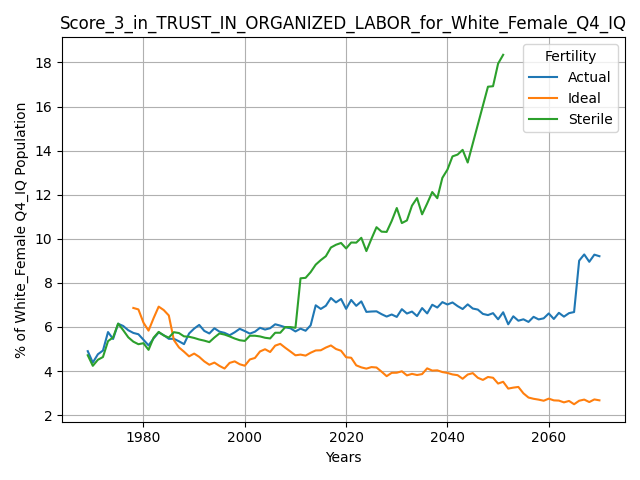 Score_3_in_TRUST_IN_ORGANIZED_LABOR_for_White_Female_Q4_IQ
Fertility
Actual
Ideal
Sterile
% of White_Female Q4_IQ Population
18
16
14
12
10
8
6
4
2
1980 2000 2020 2040 2060
Years